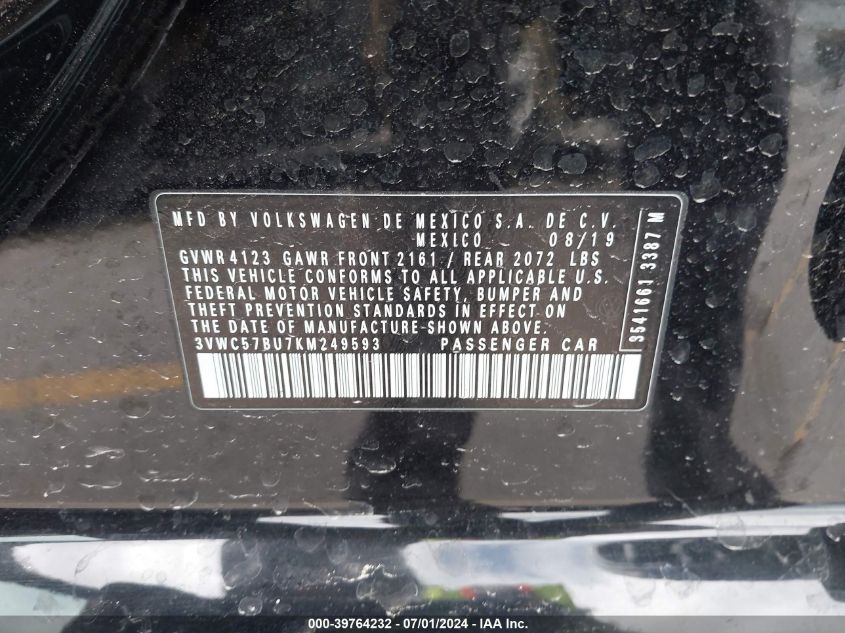 MFD BY VOLKSWAGEN DE MEXICO S.A. DE C.V.
MEXICO 08/19
GVWR 4123 GAWR FRONT 2161 / REAR 2072 LBS
THIS VEHICLE CONFORMS TO ALL APPLICABLE U.S.
FEDERAL MOTOR VEHICLE SAFETY, BUMPER AND
THEFT PREVENTION STANDARDS IN EFFECT ON
THE DATE OF MANUFACTURE SHOWN ABOVE.
3VWC57BU7KM249593 PASSENGER CAR
3541661 3387 M
000-39764232 - 07/01/2024 - IAA Inc.